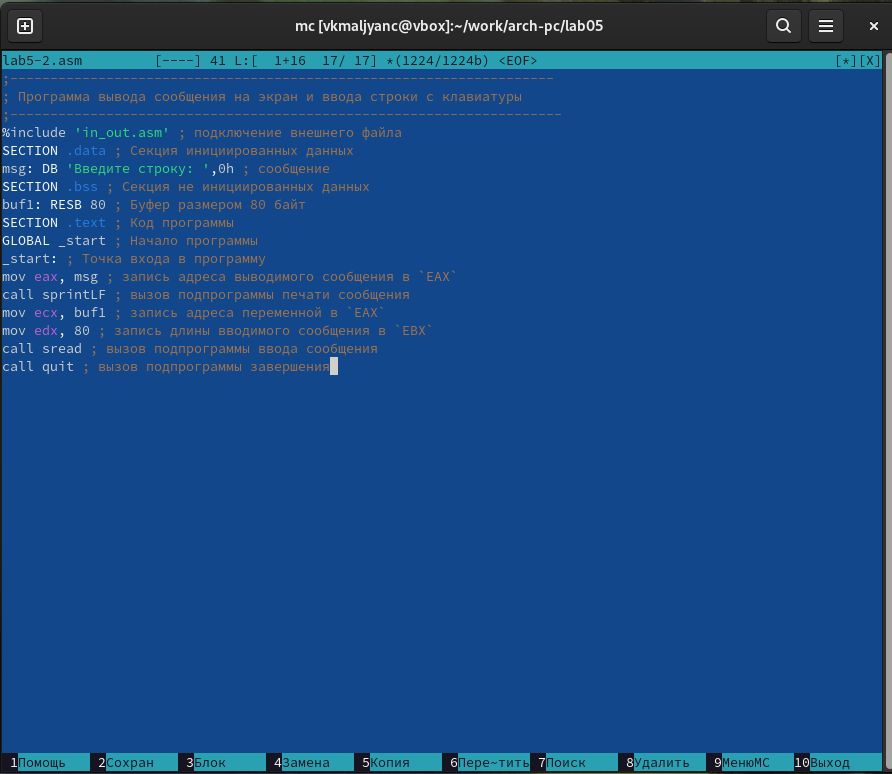 mc [vkmaljyanc@vbox]:~/work/arch-pc/lab05
lab5-2.asm [----] 41 L:[ 1+16 17/ 17] *(1224/1224b) <EOF> [*][X]
;--------------------------------------------------------------------
; Программа вывода сообщения на экран и ввода строки с клавиатуры
;---------------------------------------------------------------------
%include 'in_out.asm' ; подключение внешнего файла
SECTION .data ; Секция инициированных данных
msg: DB 'Введите строку: ',0h ; сообщение
SECTION .bss ; Секция не инициированных данных
buf1: RESB 80 ; Буфер размером 80 байт
SECTION .text ; Код программы
GLOBAL _start ; Начало программы
_start: ; Точка входа в программу
mov eax, msg ; запись адреса выводимого сообщения в `EAX`
call sprintLF ; вызов подпрограммы печати сообщения
mov ecx, buf1 ; запись адреса переменной в `EAX`
mov edx, 80 ; запись длины вводимого сообщения в `EBX`
call sread ; вызов подпрограммы ввода сообщения
call quit ; вызов подпрограммы завершения
1Помощь 2Сохран 3Блок 4Замена 5Копия 6Пере~тить 7Поиск 8Удалить 9МенюMC 10Выход